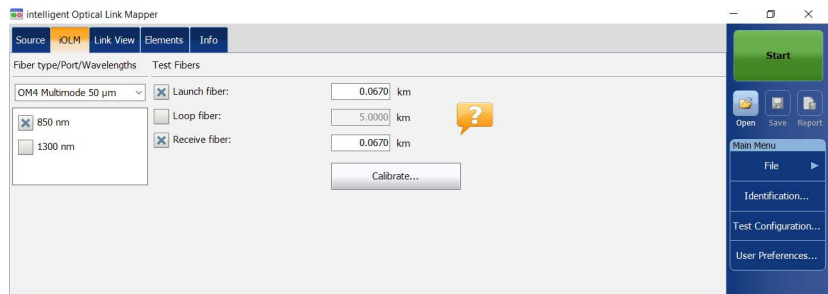 intelligent Optical Link Mapper
Source iOLM Link View Elements Info
Start
Fiber type/Port/Wavelengths Test Fibers
OM4 Multimode 50 µm
Launch fiber: 0.0670 km
850 nm
Loop fiber: 5.0000 km
?
1300 nm
Receive fiber: 0.0670 km
Open Save Report
Calibrate...
Main Menu
File
Identification...
Test Configuration...
User Preferences...